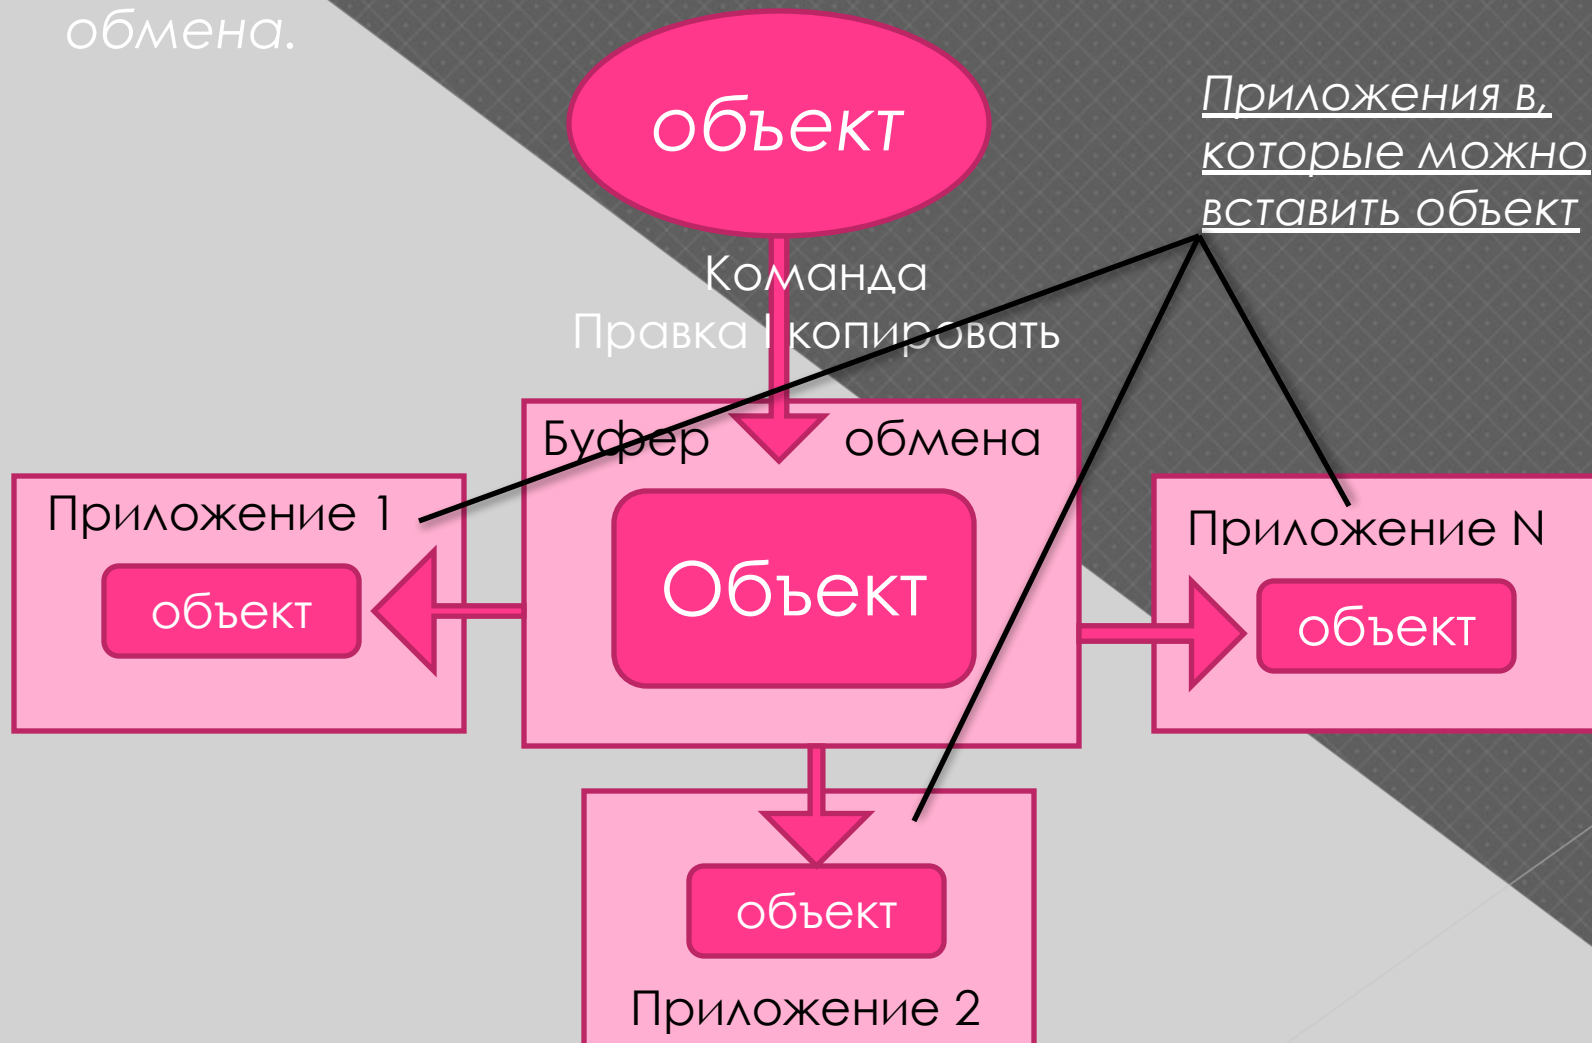 обмена.
объект
Приложения в,
которые можно
вставить объект
Команда
Правка I копировать
Буфер обмена
Приложение 1
объект
Объект
Приложение N
объект
объект
Приложение 2